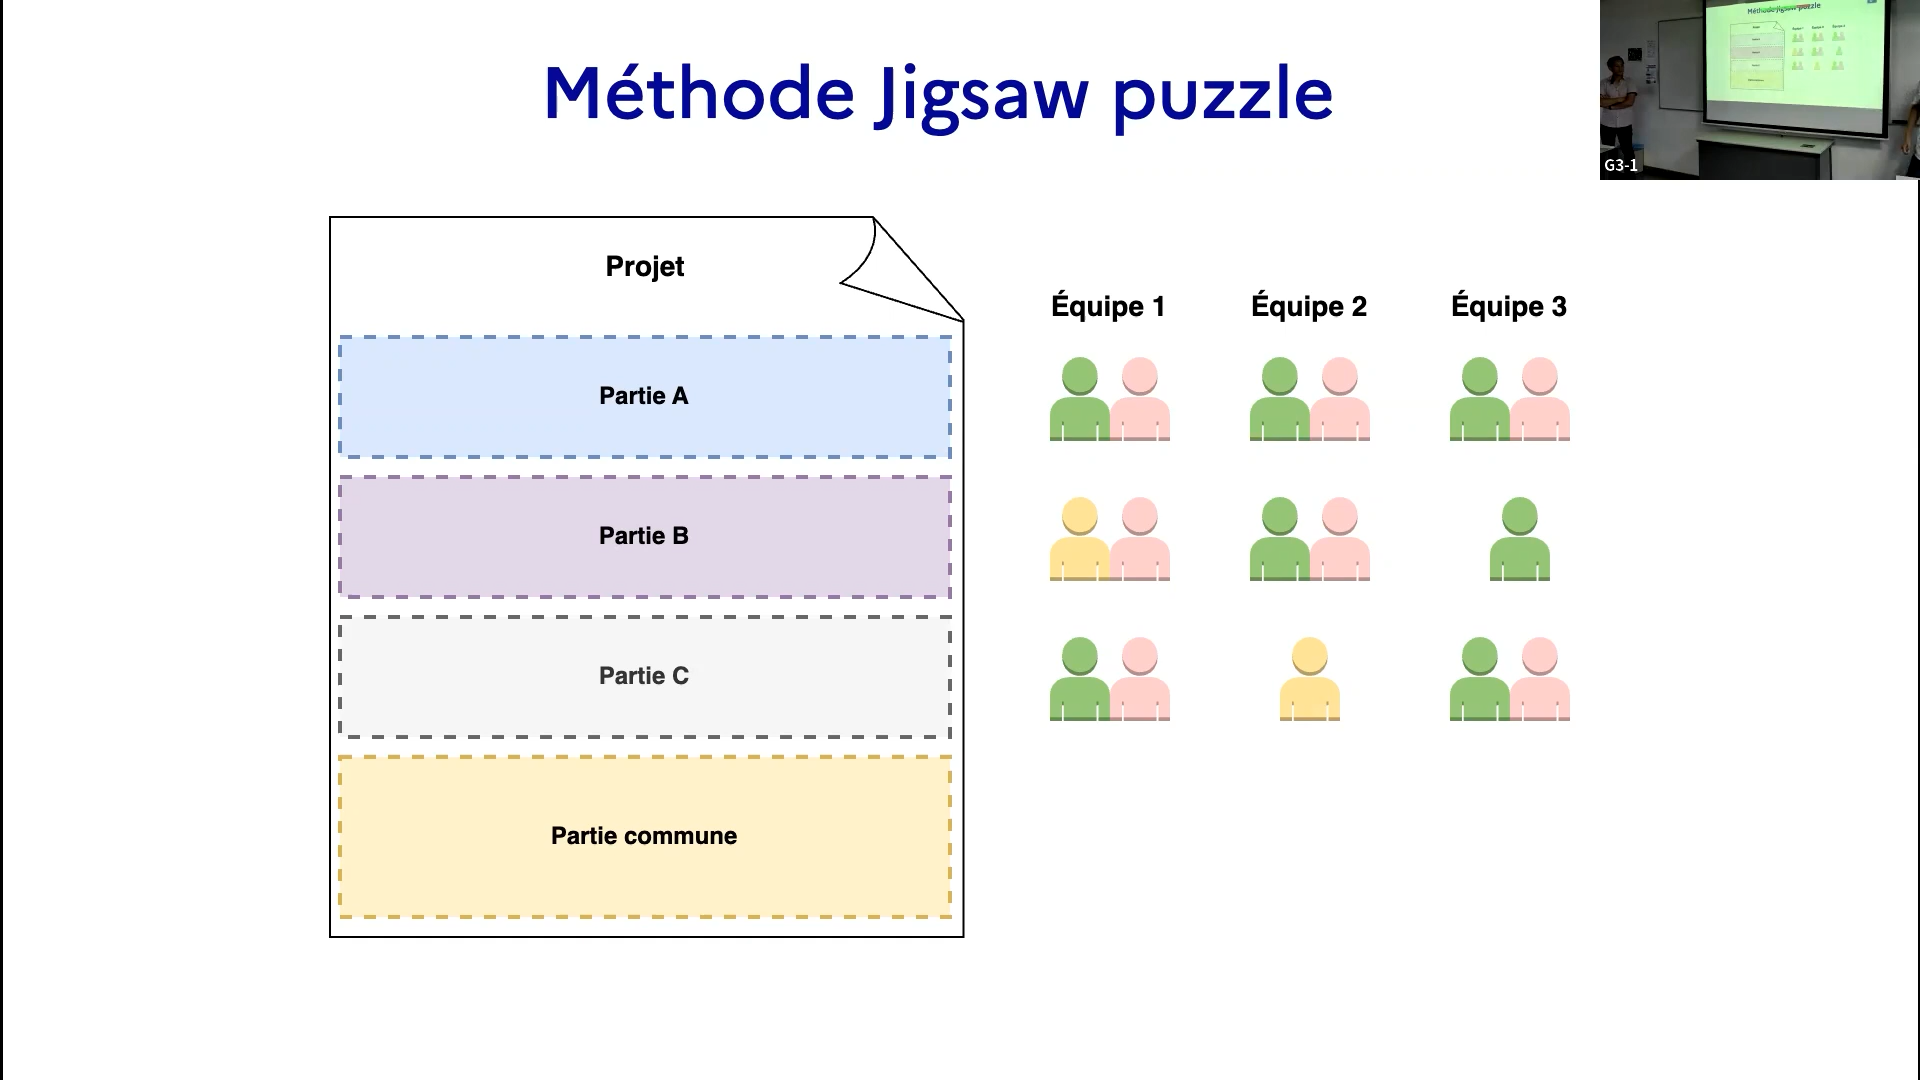 Méthode Jigsaw puzzle
G3-1
Projet
Équipe 1
Équipe 2
Équipe 3
Partie A
Partie B
Partie C
Partie commune